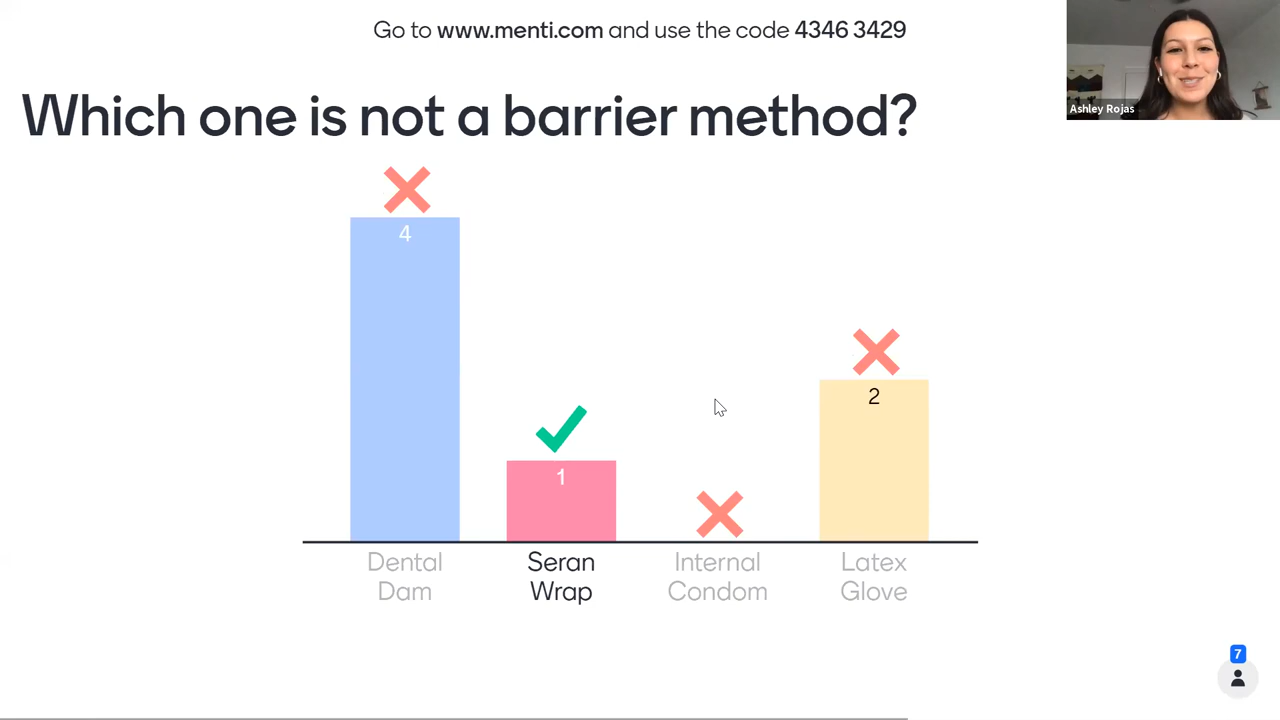 Go to www.menti.com and use the code 4346 3429
Ashley Rojas
Which one is not a barrier method?
4
1
2
Dental
Dam
Seran
Wrap
Internal
Condom
Latex
Glove
7